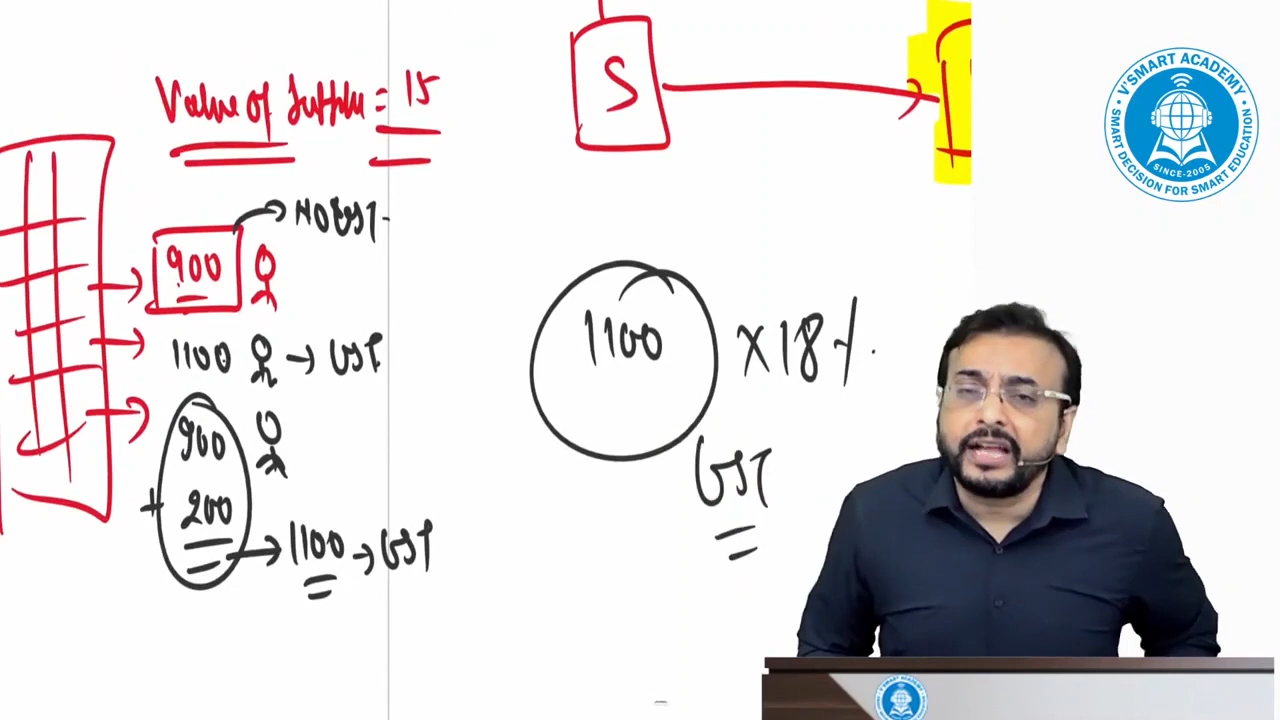 Value of Supply = 15
S
NO GST
900
1100 → GST
900
+ 200
→ 1100 → GST
1100 × 18%.
GST
V'SMART ACADEMY
SINCE-2005
SMART DECISION FOR SMART EDUCATION